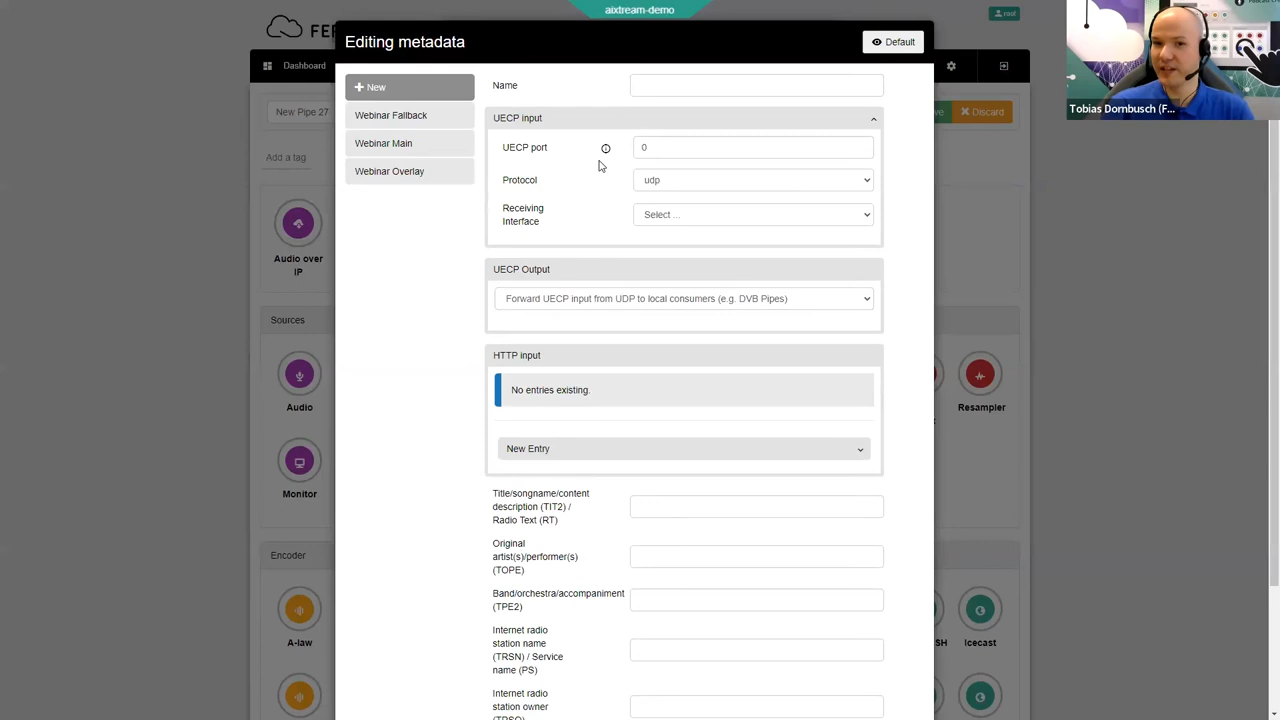 aixtream-demo
root
FER
Editing metadata
Default
Dashboard
New
Name
New Pipe 27
Discard
Webinar Fallback
UECP input
Webinar Main
UECP port
0
Add a tag
Webinar Overlay
Protocol
udp
Receiving
Interface
Select ...
Audio over
IP
UECP Output
Forward UECP input from UDP to local consumers (e.g. DVB Pipes)
Sources
HTTP input
No entries existing.
Audio
Resampler
New Entry
Monitor
Title/songname/content
description (TIT2) /
Radio Text (RT)
Encoder
Original
artist(s)/performer(s)
(TOPE)
Band/orchestra/accompaniment
(TPE2)
A-law
SH
Icecast
Internet radio
station name
(TRSN) / Service
name (PS)
Internet radio
station owner
(TRSO)
Tobias Dornbusch (F...